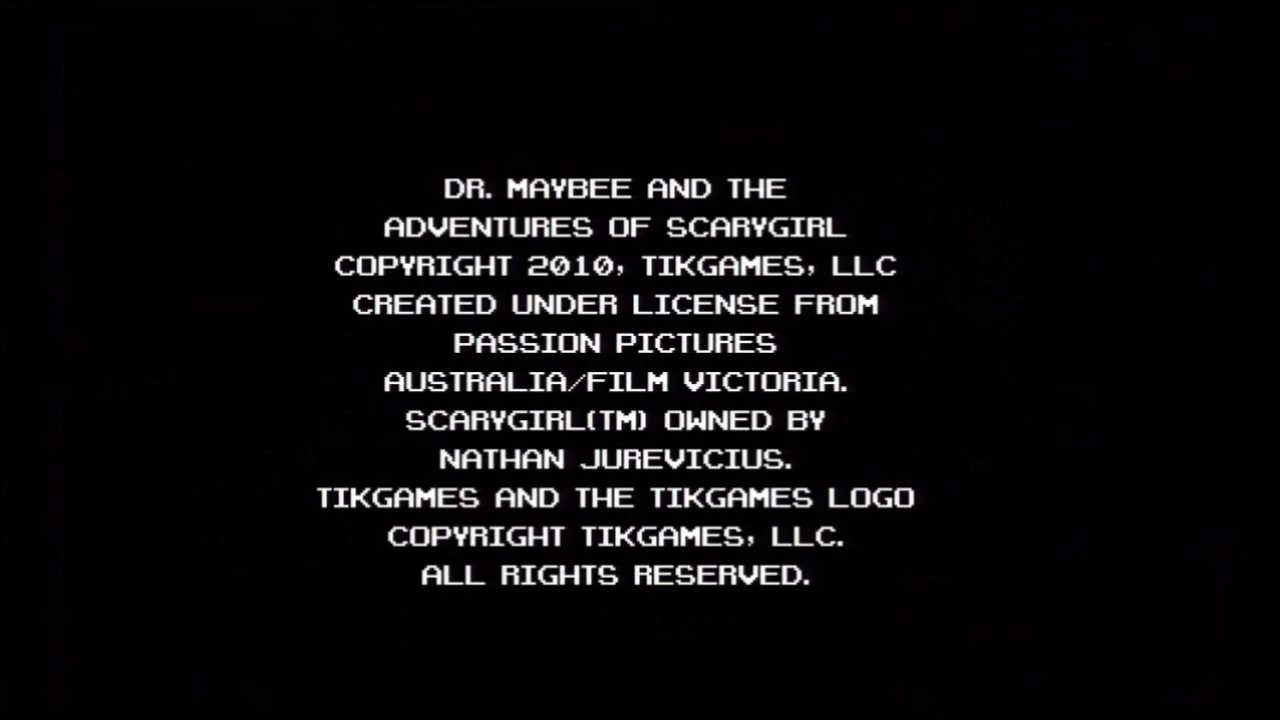 DR. MAYBEE AND THE
ADVENTURES OF SCARYGIRL
COPYRIGHT 2010, TIKGAMES, LLC
CREATED UNDER LICENSE FROM
PASSION PICTURES
AUSTRALIA/FILM VICTORIA.
SCARYGIRL(TM) OWNED BY
NATHAN JUREVICIUS.
TIKGAMES AND THE TIKGAMES LOGO
COPYRIGHT TIKGAMES, LLC.
ALL RIGHTS RESERVED.